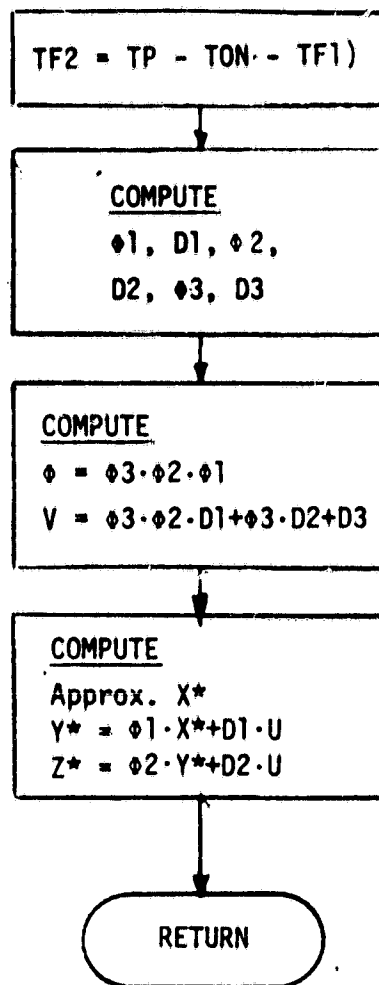 TF2 = TP - TON - TF1)
COMPUTE
Φ1, D1, Φ2,
D2, Φ3, D3
COMPUTE
Φ = Φ3·Φ2·Φ1
V = Φ3·Φ2·D1+Φ3·D2+D3
COMPUTE
Approx. X*
Y* = Φ1·X*+D1·U
Z* = Φ2·Y*+D2·U
RETURN